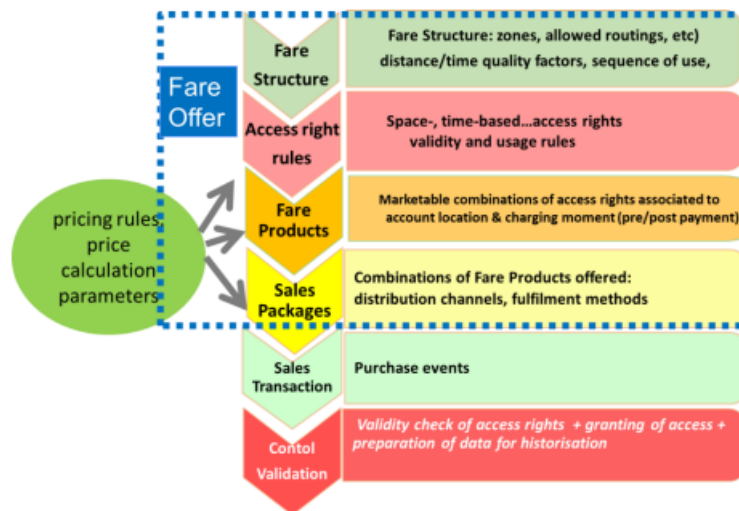 Fare
Structure
Fare Structure: zones, allowed routings, etc)
distance/time quality factors, sequence of use,
Fare
Offer
Access right
rules
Space-, time-based...access rights
validity and usage rules
pricing rules,
price
calculation
parameters
Fare
Products
Marketable combinations of access rights associated to
account location & charging moment (pre/post payment)
Sales
Packages
Combinations of Fare Products offered:
distribution channels, fulfilment methods
Sales
Transaction
Purchase events
Contol
Validation
Validity check of access rights + granting of access +
preparation of data for historisation